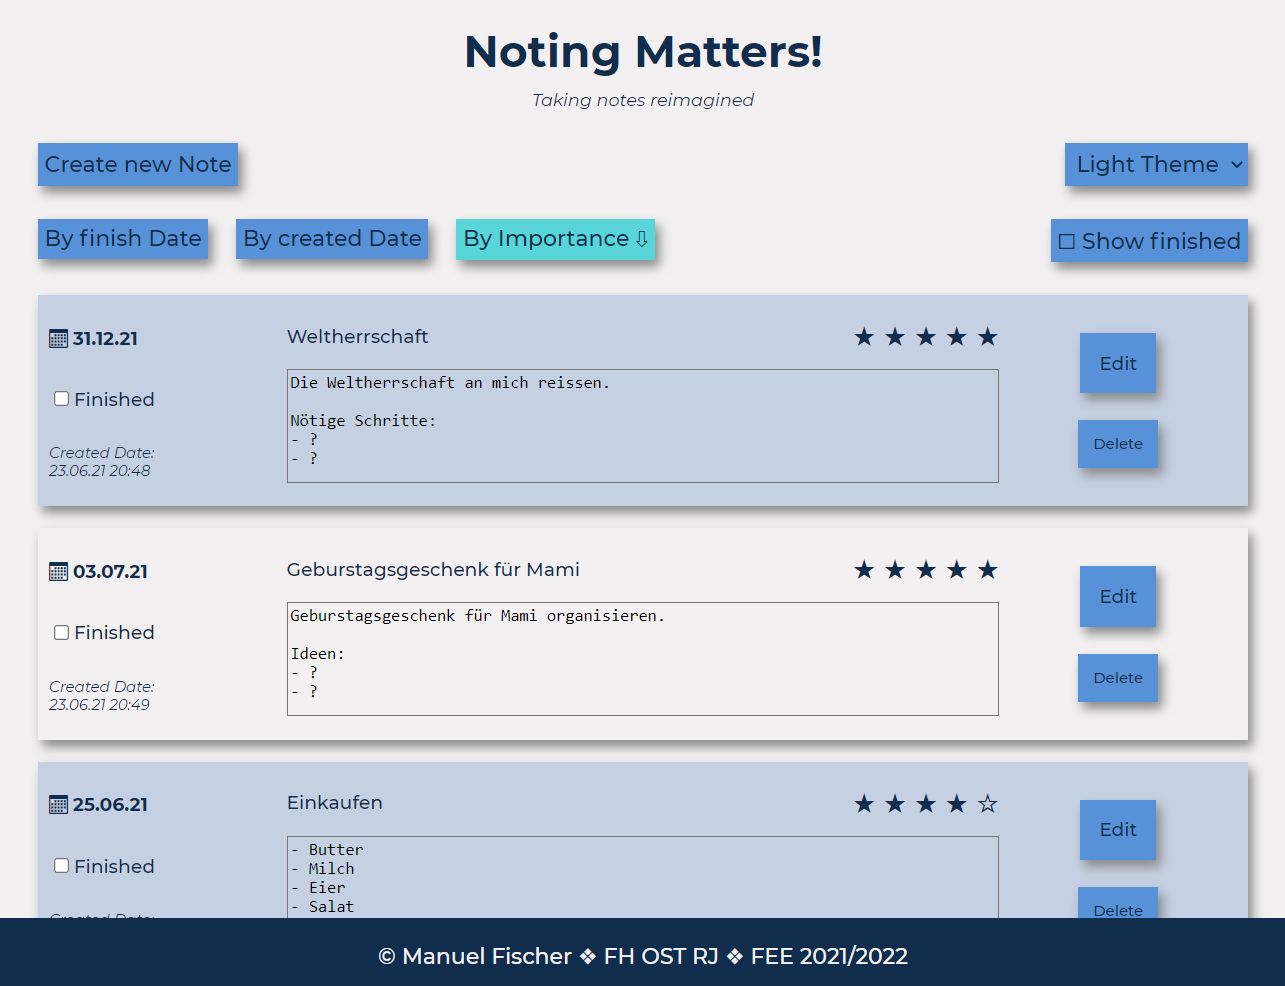 Noting Matters!
Taking notes reimagined
Create new Note
Light Theme
By finish Date
By created Date
By Importance ⇩
☐ Show finished
31.12.21
Weltherrschaft
★ ★ ★ ★ ★
Edit
Finished
Die Weltherrschaft an mich reissen.
Nötige Schritte:
- ?
- ?
Created Date:
23.06.21 20:48
Delete
03.07.21
Geburstagsgeschenk für Mami
★ ★ ★ ★ ★
Edit
Finished
Geburstagsgeschenk für Mami organisieren.
Ideen:
- ?
- ?
Created Date:
23.06.21 20:49
Delete
25.06.21
Einkaufen
★ ★ ★ ★ ☆
Edit
Finished
- Butter
- Milch
- Eier
- Salat
Created Date:
Delete
© Manuel Fischer ❖ FH OST RJ ❖ FEE 2021/2022